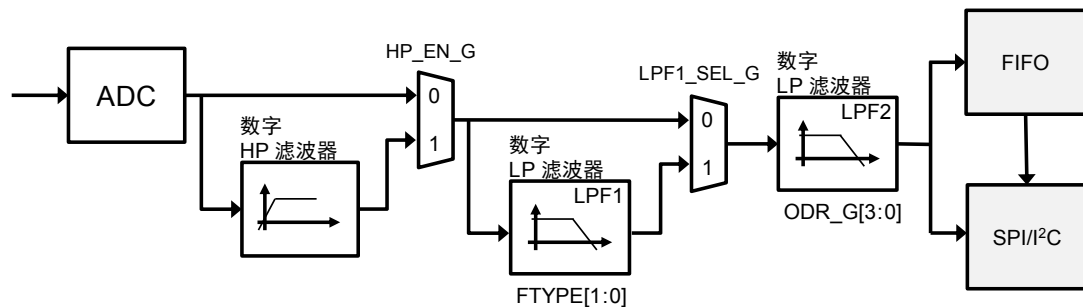 ADC
HP_EN_G
0
1
数字
HP 滤波器
数字
LP 滤波器
LPF1
FTYPE[1:0]
LPF1_SEL_G
0
1
数字
LP 滤波器
LPF2
ODR_G[3:0]
FIFO
SPI/I²C